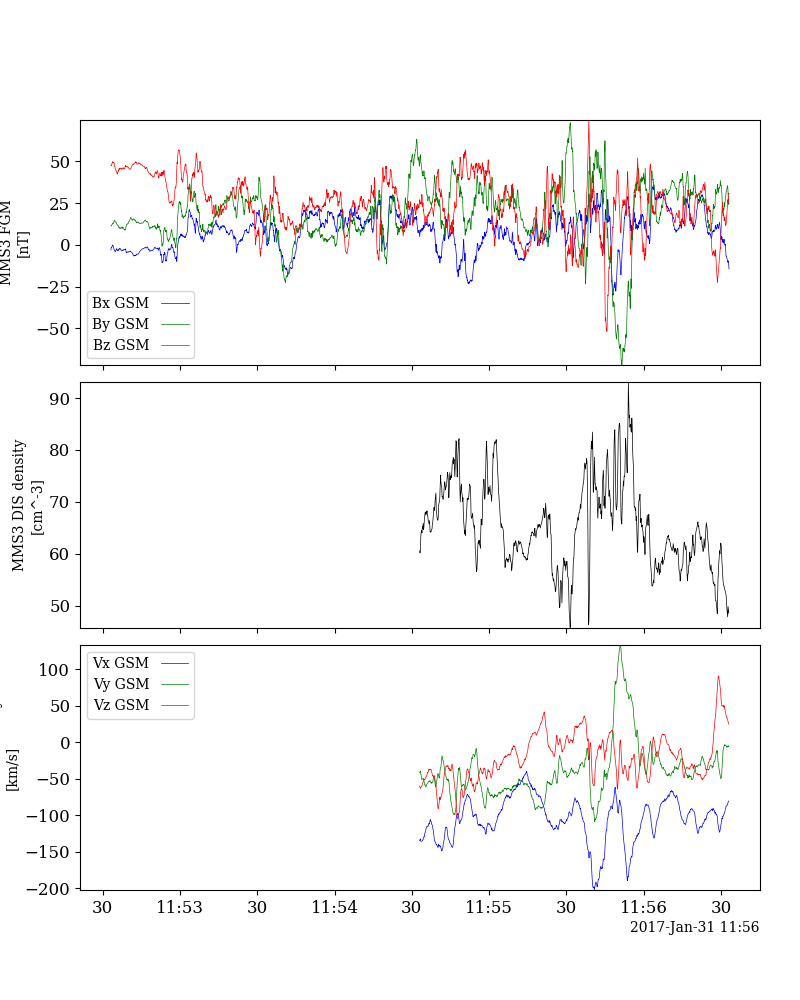 MMS3 FGM
[nT]
50
25
0
−25
−50
Bx GSM
By GSM
Bz GSM
MMS3 DIS density
[cm^-3]
90
80
70
60
50
[km/s]
100
50
0
−50
−100
−150
−200
Vx GSM
Vy GSM
Vz GSM
30 11:53 30 11:54 30 11:55 30 11:56 30
2017-Jan-31 11:56